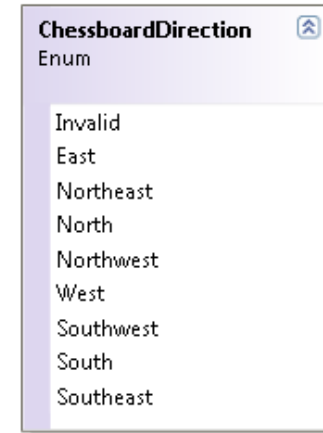 ChessboardDirection
Enum
Invalid
East
Northeast
North
Northwest
West
Southwest
South
Southeast